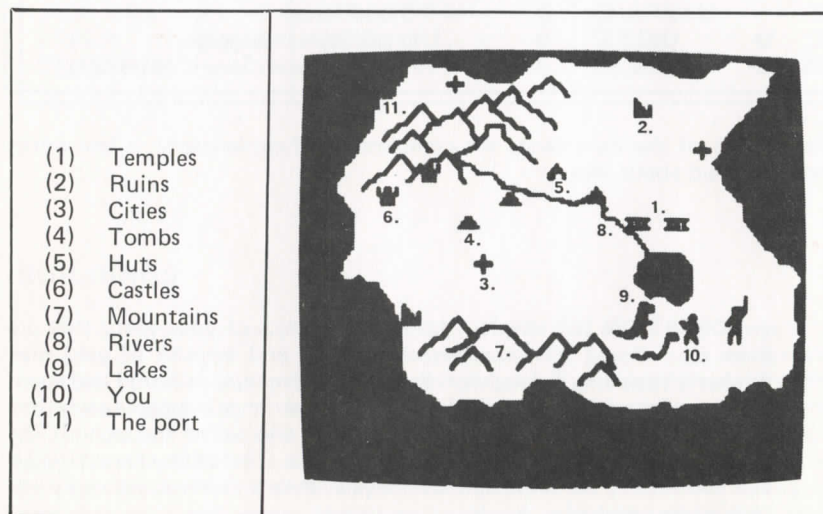 (1) Temples
(2) Ruins
(3) Cities
(4) Tombs
(5) Huts
(6) Castles
(7) Mountains
(8) Rivers
(9) Lakes
(10) You
(11) The port
11.
2.
5.
6.
1.
4.
8.
3.
9.
7.
10.